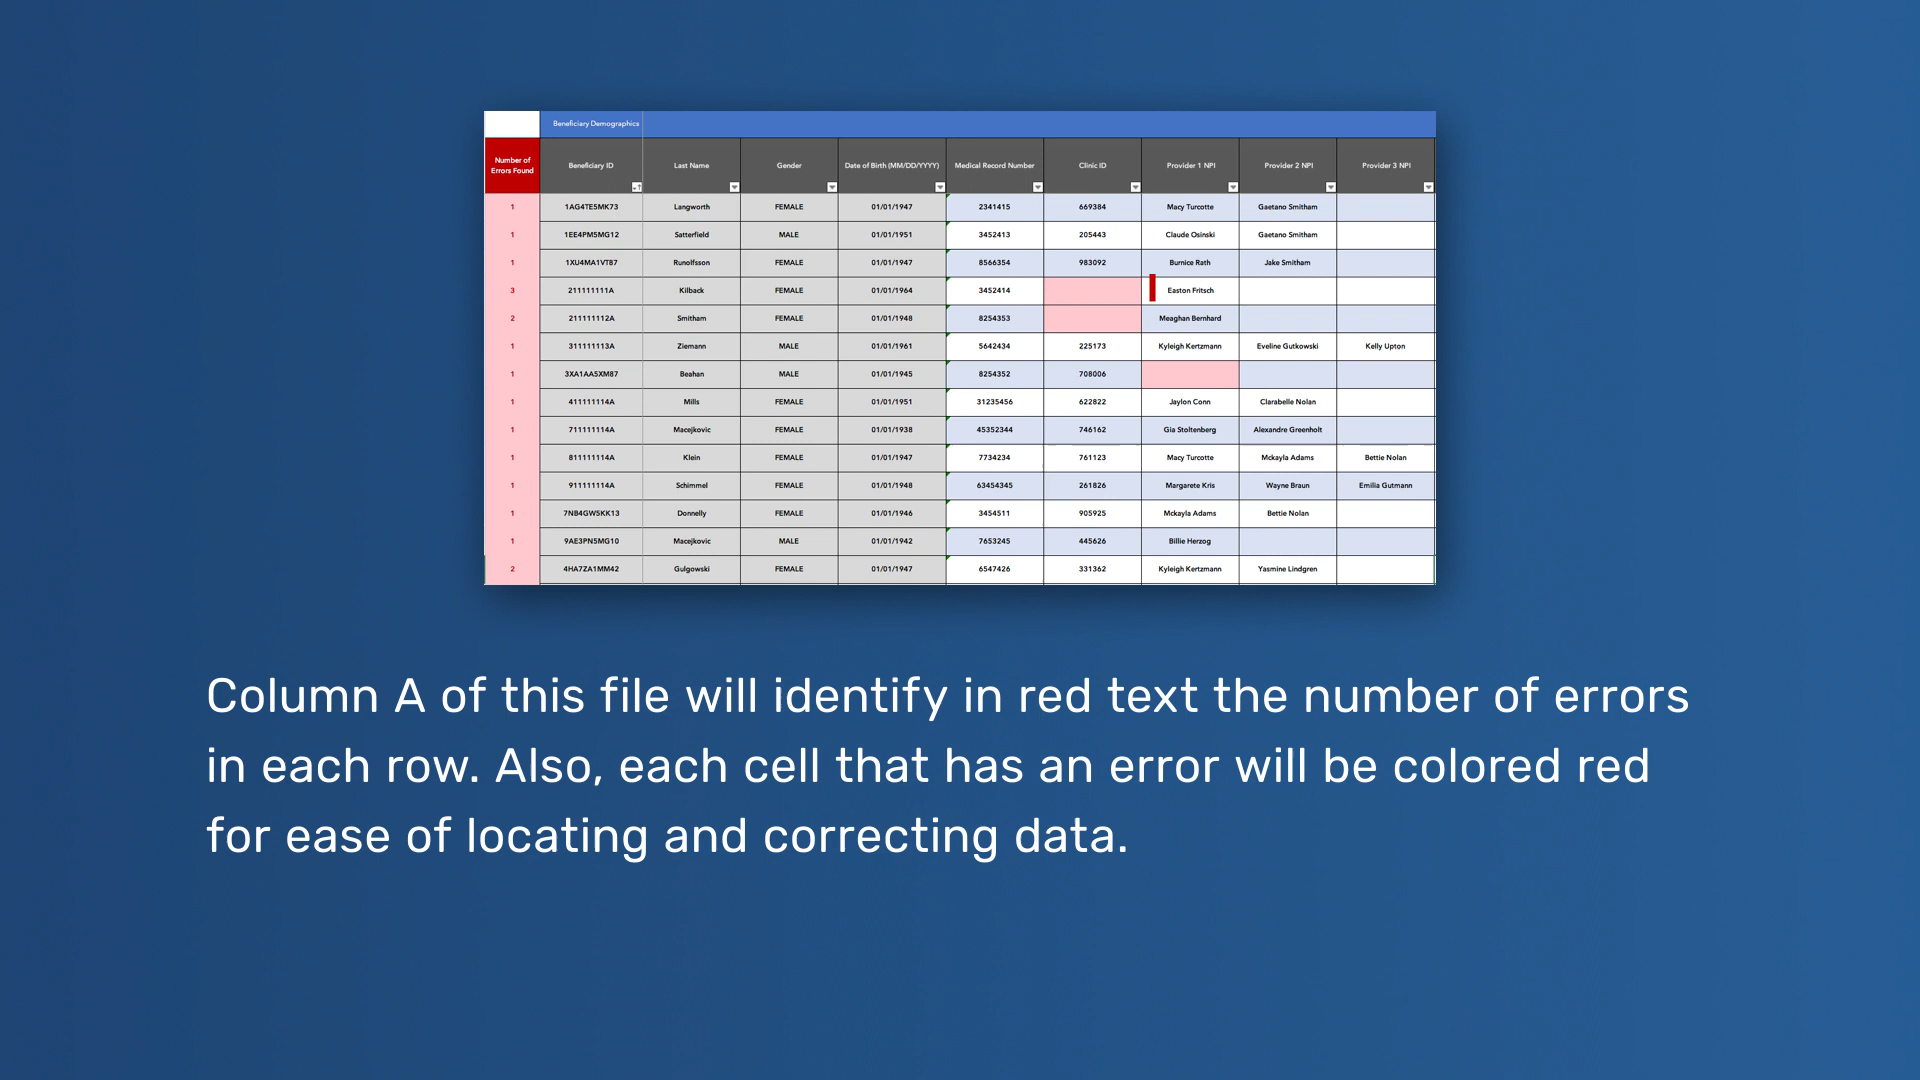 Beneficiary Demographics
Number of Errors Found Beneficiary ID Last Name Gender Date of Birth (MM/DD/YYYY) Medical Record Number Clinic ID Provider 1 NPI Provider 2 NPI Provider 3 NPI
1 1AG4TE5MK73 Langworth FEMALE 01/01/1947 2341415 669384 Macy Turcotte Gaetano Smitham
1 1EE4PM5MG12 Satterfield MALE 01/01/1951 3452413 205443 Claude Osinski Gaetano Smitham
1 1XU4MA1VT87 Runolfsson FEMALE 01/01/1947 8566354 983092 Burnice Rath Jake Smitham
3 211111111A Kilback FEMALE 01/01/1964 3452414 Easton Fritsch
2 211111112A Smitham FEMALE 01/01/1948 8254353 Meaghan Bernhard
1 311111113A Ziemann MALE 01/01/1961 5642434 225173 Kyleigh Kertzmann Eveline Gutkowski Kelly Upton
1 3XA1AA5XM87 Beahan MALE 01/01/1945 8254352 708006
1 411111114A Mills FEMALE 01/01/1951 31235456 622822 Jaylon Conn Clarabelle Nolan
1 711111114A Macejkovic FEMALE 01/01/1938 45352344 746162 Gia Stoltenberg Alexandre Greenholt
1 811111114A Klein FEMALE 01/01/1947 7734234 761123 Macy Turcotte Mckayla Adams Bettie Nolan
1 911111114A Schimmel FEMALE 01/01/1948 63454345 261826 Margarete Kris Wayne Braun Emilia Gutmann
1 7NB4GW5KK13 Donnelly FEMALE 01/01/1946 3454511 905925 Mckayla Adams Bettie Nolan
1 9AE3PN5MG10 Macejkovic MALE 01/01/1942 7653245 445626 Billie Herzog
2 4HA7ZA1MM42 Gulgowski FEMALE 01/01/1947 6547426 331362 Kyleigh Kertzmann Yasmine Lindgren
Column A of this file will identify in red text the number of errors
in each row. Also, each cell that has an error will be colored red
for ease of locating and correcting data.